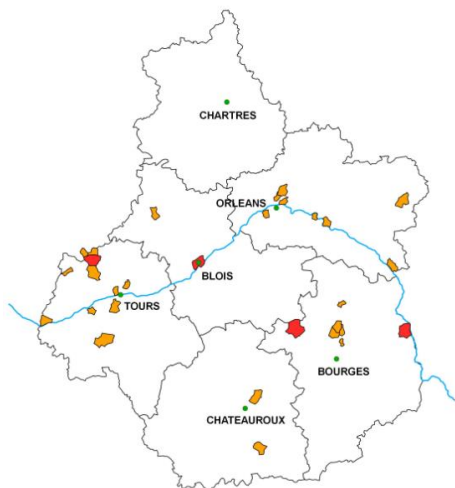 CHARTRES
ORLEANS
BLOIS
TOURS
BOURGES
CHATEAUROUX